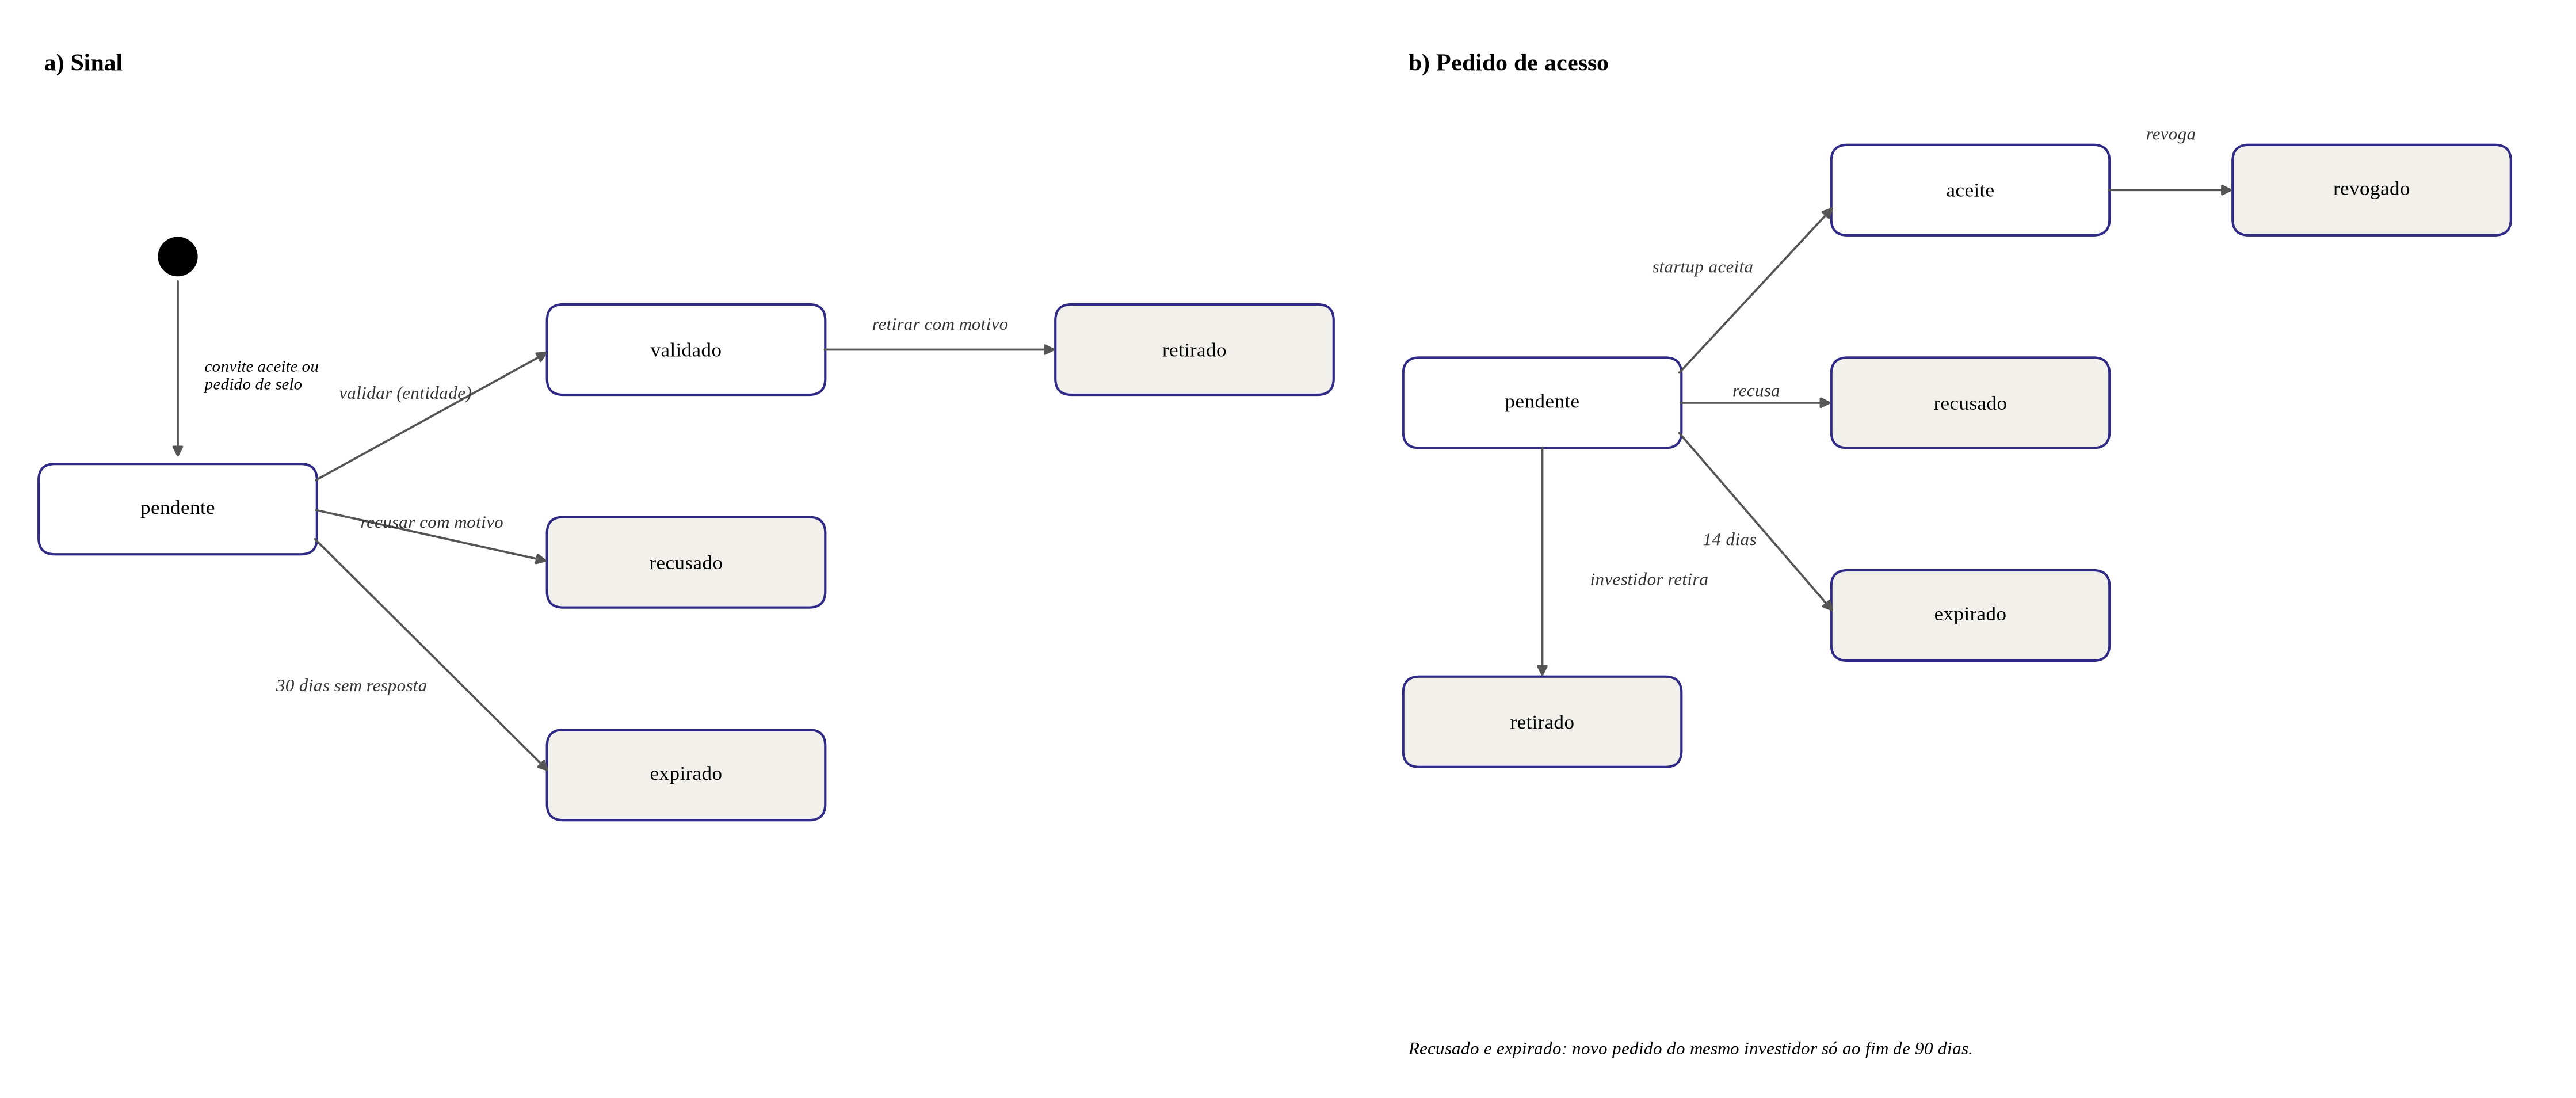 a) Sinal
convite aceite ou
pedido de selo
validar (entidade)
validado
retirar com motivo
retirado
pendente
recusar com motivo
recusado
30 dias sem resposta
expirado
b) Pedido de acesso
revoga
aceite
revogado
startup aceita
pendente
recusa
recusado
14 dias
investidor retira
expirado
retirado
Recusado e expirado: novo pedido do mesmo investidor só ao fim de 90 dias.